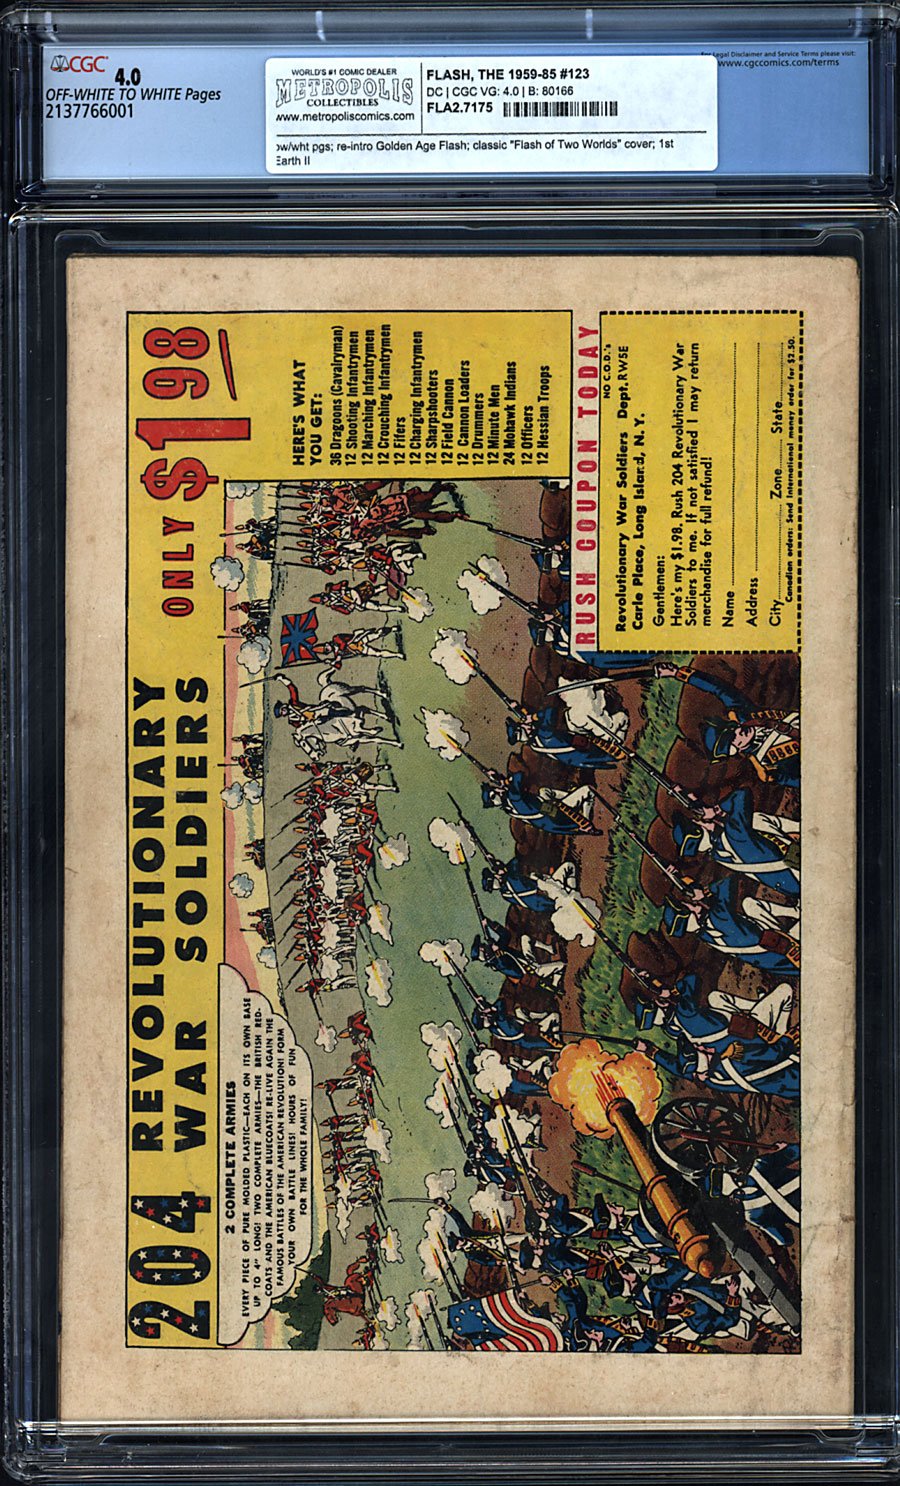 CGC 4.0
OFF-WHITE TO WHITE Pages
2137766001
WORLD'S #1 COMIC DEALER
METROPOLIS
COLLECTIBLES
www.metropoliscomics.com
FLASH, THE 1959-85 #123
DC | CGC VG: 4.0 | B: 80166
FLA2.7175
ow/wht pgs; re-intro Golden Age Flash; classic "Flash of Two Worlds" cover; 1st
Earth II
For Legal Disclaimer and Service Terms please visit:
www.cgccomics.com/terms
204 REVOLUTIONARY
WAR SOLDIERS
ONLY $1 98
2 COMPLETE ARMIES
EVERY PIECE OF PURE MOLDED PLASTIC—EACH ON ITS OWN BASE
UP TO 4" LONG! TWO COMPLETE ARMIES—THE BRITISH RED-
COATS AND THE AMERICAN BLUECOATS! RE-LIVE AGAIN THE
FAMOUS BATTLES OF THE AMERICAN REVOLUTION! FORM
YOUR OWN BATTLE LINES! HOURS OF FUN
FOR THE WHOLE FAMILY!
HERE'S WHAT
YOU GET:
36 Dragoons (Cavalryman)
12 Shooting Infantrymen
12 Marching Infantrymen
12 Crouching Infantrymen
12 Fifers
12 Charging Infantrymen
12 Sharpshooters
12 Field Cannon
12 Cannon Loaders
12 Drummers
12 Minute Men
24 Mohawk Indians
12 Officers
12 Hessian Troops
RUSH COUPON TODAY
NO C.O.D.'s
Revolutionary War Soldiers Dept. RW5E
Carle Place, Long Island, N. Y.
Gentlemen:
Here's my $1.98. Rush 204 Revolutionary War
Soldiers to me. If not satisfied I may return
merchandise for full refund!
Name
Address
City Zone State
Canadian orders: Send International money order for $2.50.